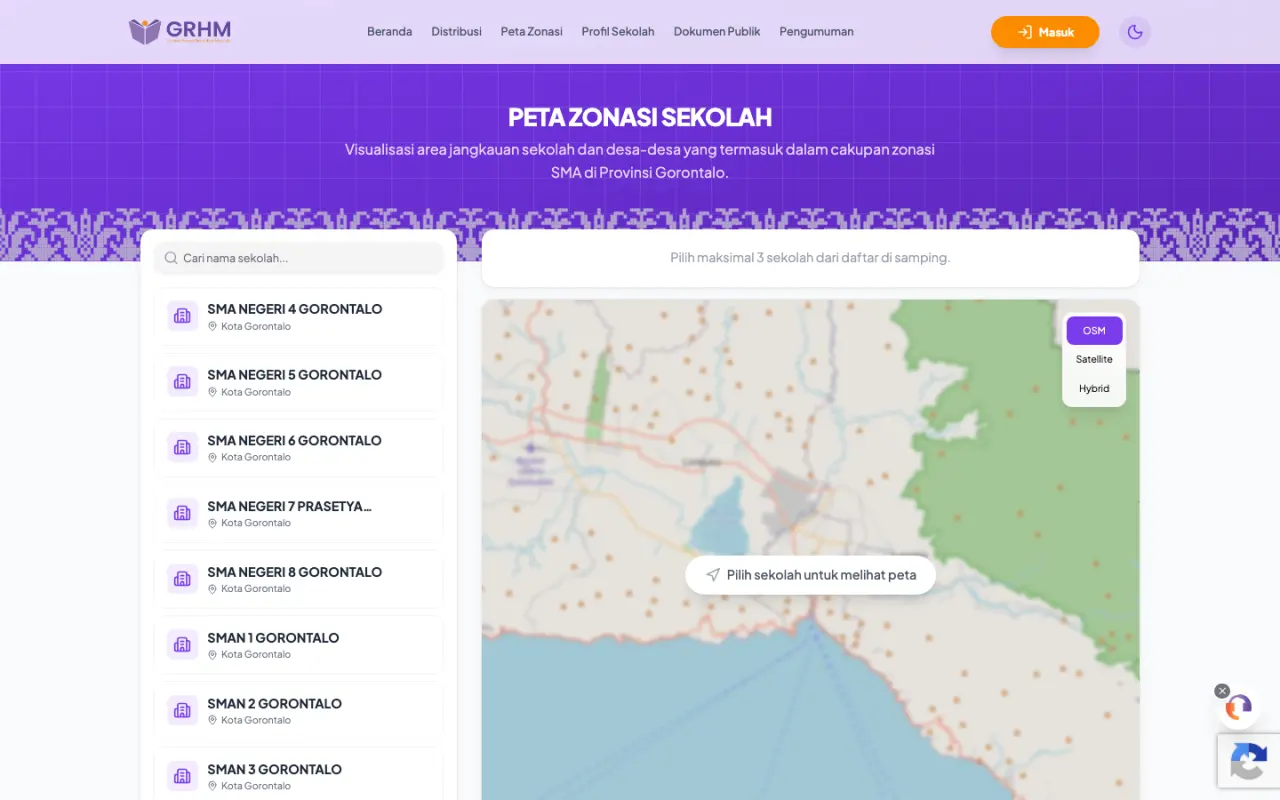 GRHM
Beranda
Distribusi
Peta Zonasi
Profil Sekolah
Dokumen Publik
Pengumuman
Masuk
PETA ZONASI SEKOLAH
Visualisasi area jangkauan sekolah dan desa-desa yang termasuk dalam cakupan zonasi
SMA di Provinsi Gorontalo.
Cari nama sekolah...
SMA NEGERI 4 GORONTALO
Kota Gorontalo
SMA NEGERI 5 GORONTALO
Kota Gorontalo
SMA NEGERI 6 GORONTALO
Kota Gorontalo
SMA NEGERI 7 PRASETYA...
Kota Gorontalo
SMA NEGERI 8 GORONTALO
Kota Gorontalo
SMAN 1 GORONTALO
Kota Gorontalo
SMAN 2 GORONTALO
Kota Gorontalo
SMAN 3 GORONTALO
Kota Gorontalo
Pilih maksimal 3 sekolah dari daftar di samping.
OSM
Satellite
Hybrid
Pilih sekolah untuk melihat peta